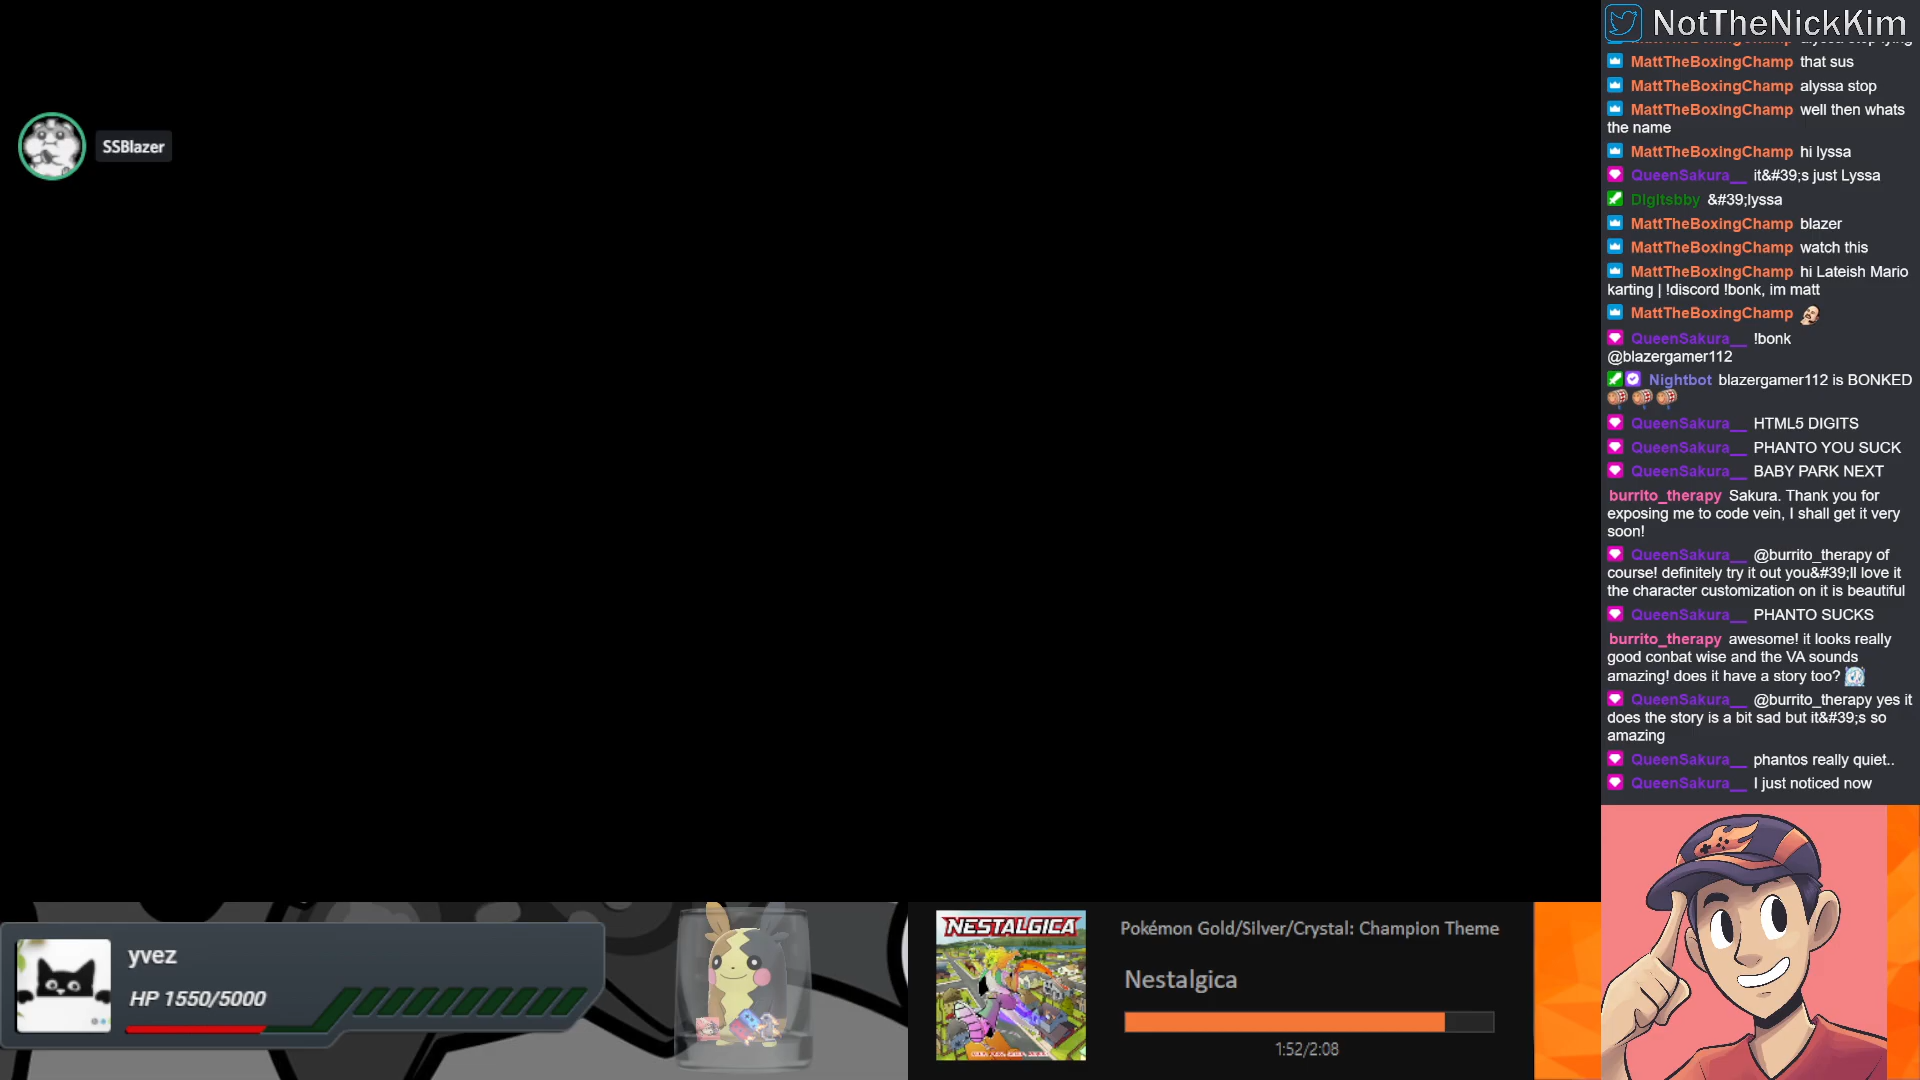 NotTheNickKim
MattTheBoxingChamp that sus
MattTheBoxingChamp alyssa stop
MattTheBoxingChamp well then whats
the name
MattTheBoxingChamp hi lyssa
QueenSakura__ it&#39;s just Lyssa
DIgitsbby &#39;lyssa
MattTheBoxingChamp blazer
MattTheBoxingChamp watch this
MattTheBoxingChamp hi Lateish Mario
karting | !discord !bonk, im matt
MattTheBoxingChamp
QueenSakura__ !bonk
@blazergamer112
Nightbot blazergamer112 is BONKED
QueenSakura__ HTML5 DIGITS
QueenSakura__ PHANTO YOU SUCK
QueenSakura__ BABY PARK NEXT
burrito_therapy Sakura. Thank you for
exposing me to code vein, I shall get it very
soon!
QueenSakura__ @burrito_therapy of
course! definitely try it out you&#39;ll love it
the character customization on it is beautiful
QueenSakura__ PHANTO SUCKS
burrito_therapy awesome! it looks really
good conbat wise and the VA sounds
amazing! does it have a story too?
QueenSakura__ @burrito_therapy yes it
does the story is a bit sad but it&#39;s so
amazing
QueenSakura__ phantos really quiet..
QueenSakura__ I just noticed now
SSBlazer
yvez
HP 1550/5000
NESTALGICA
Pokémon Gold/Silver/Crystal: Champion Theme
Nestalgica
1:52/2:08